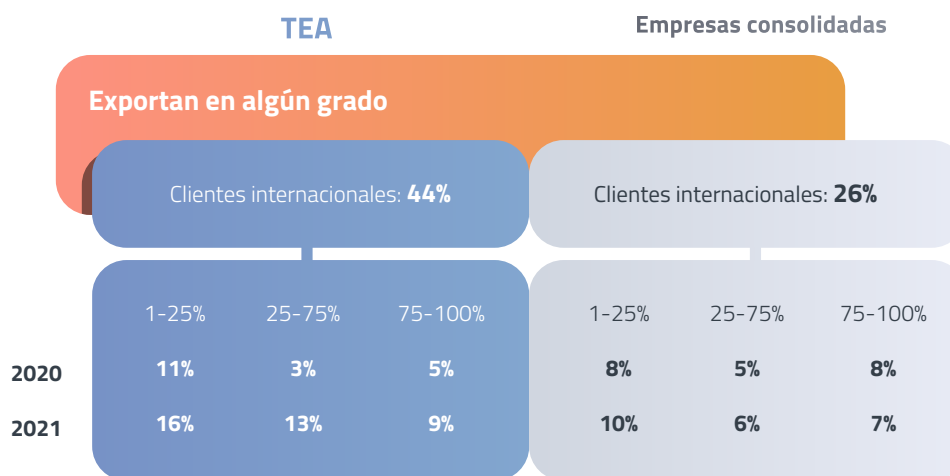 TEA Empresas consolidadas
Exportan en algún grado
Clientes internacionales: 44% Clientes internacionales: 26%
1-25% 25-75% 75-100% 1-25% 25-75% 75-100%
2020 11% 3% 5% 8% 5% 8%
2021 16% 13% 9% 10% 6% 7%